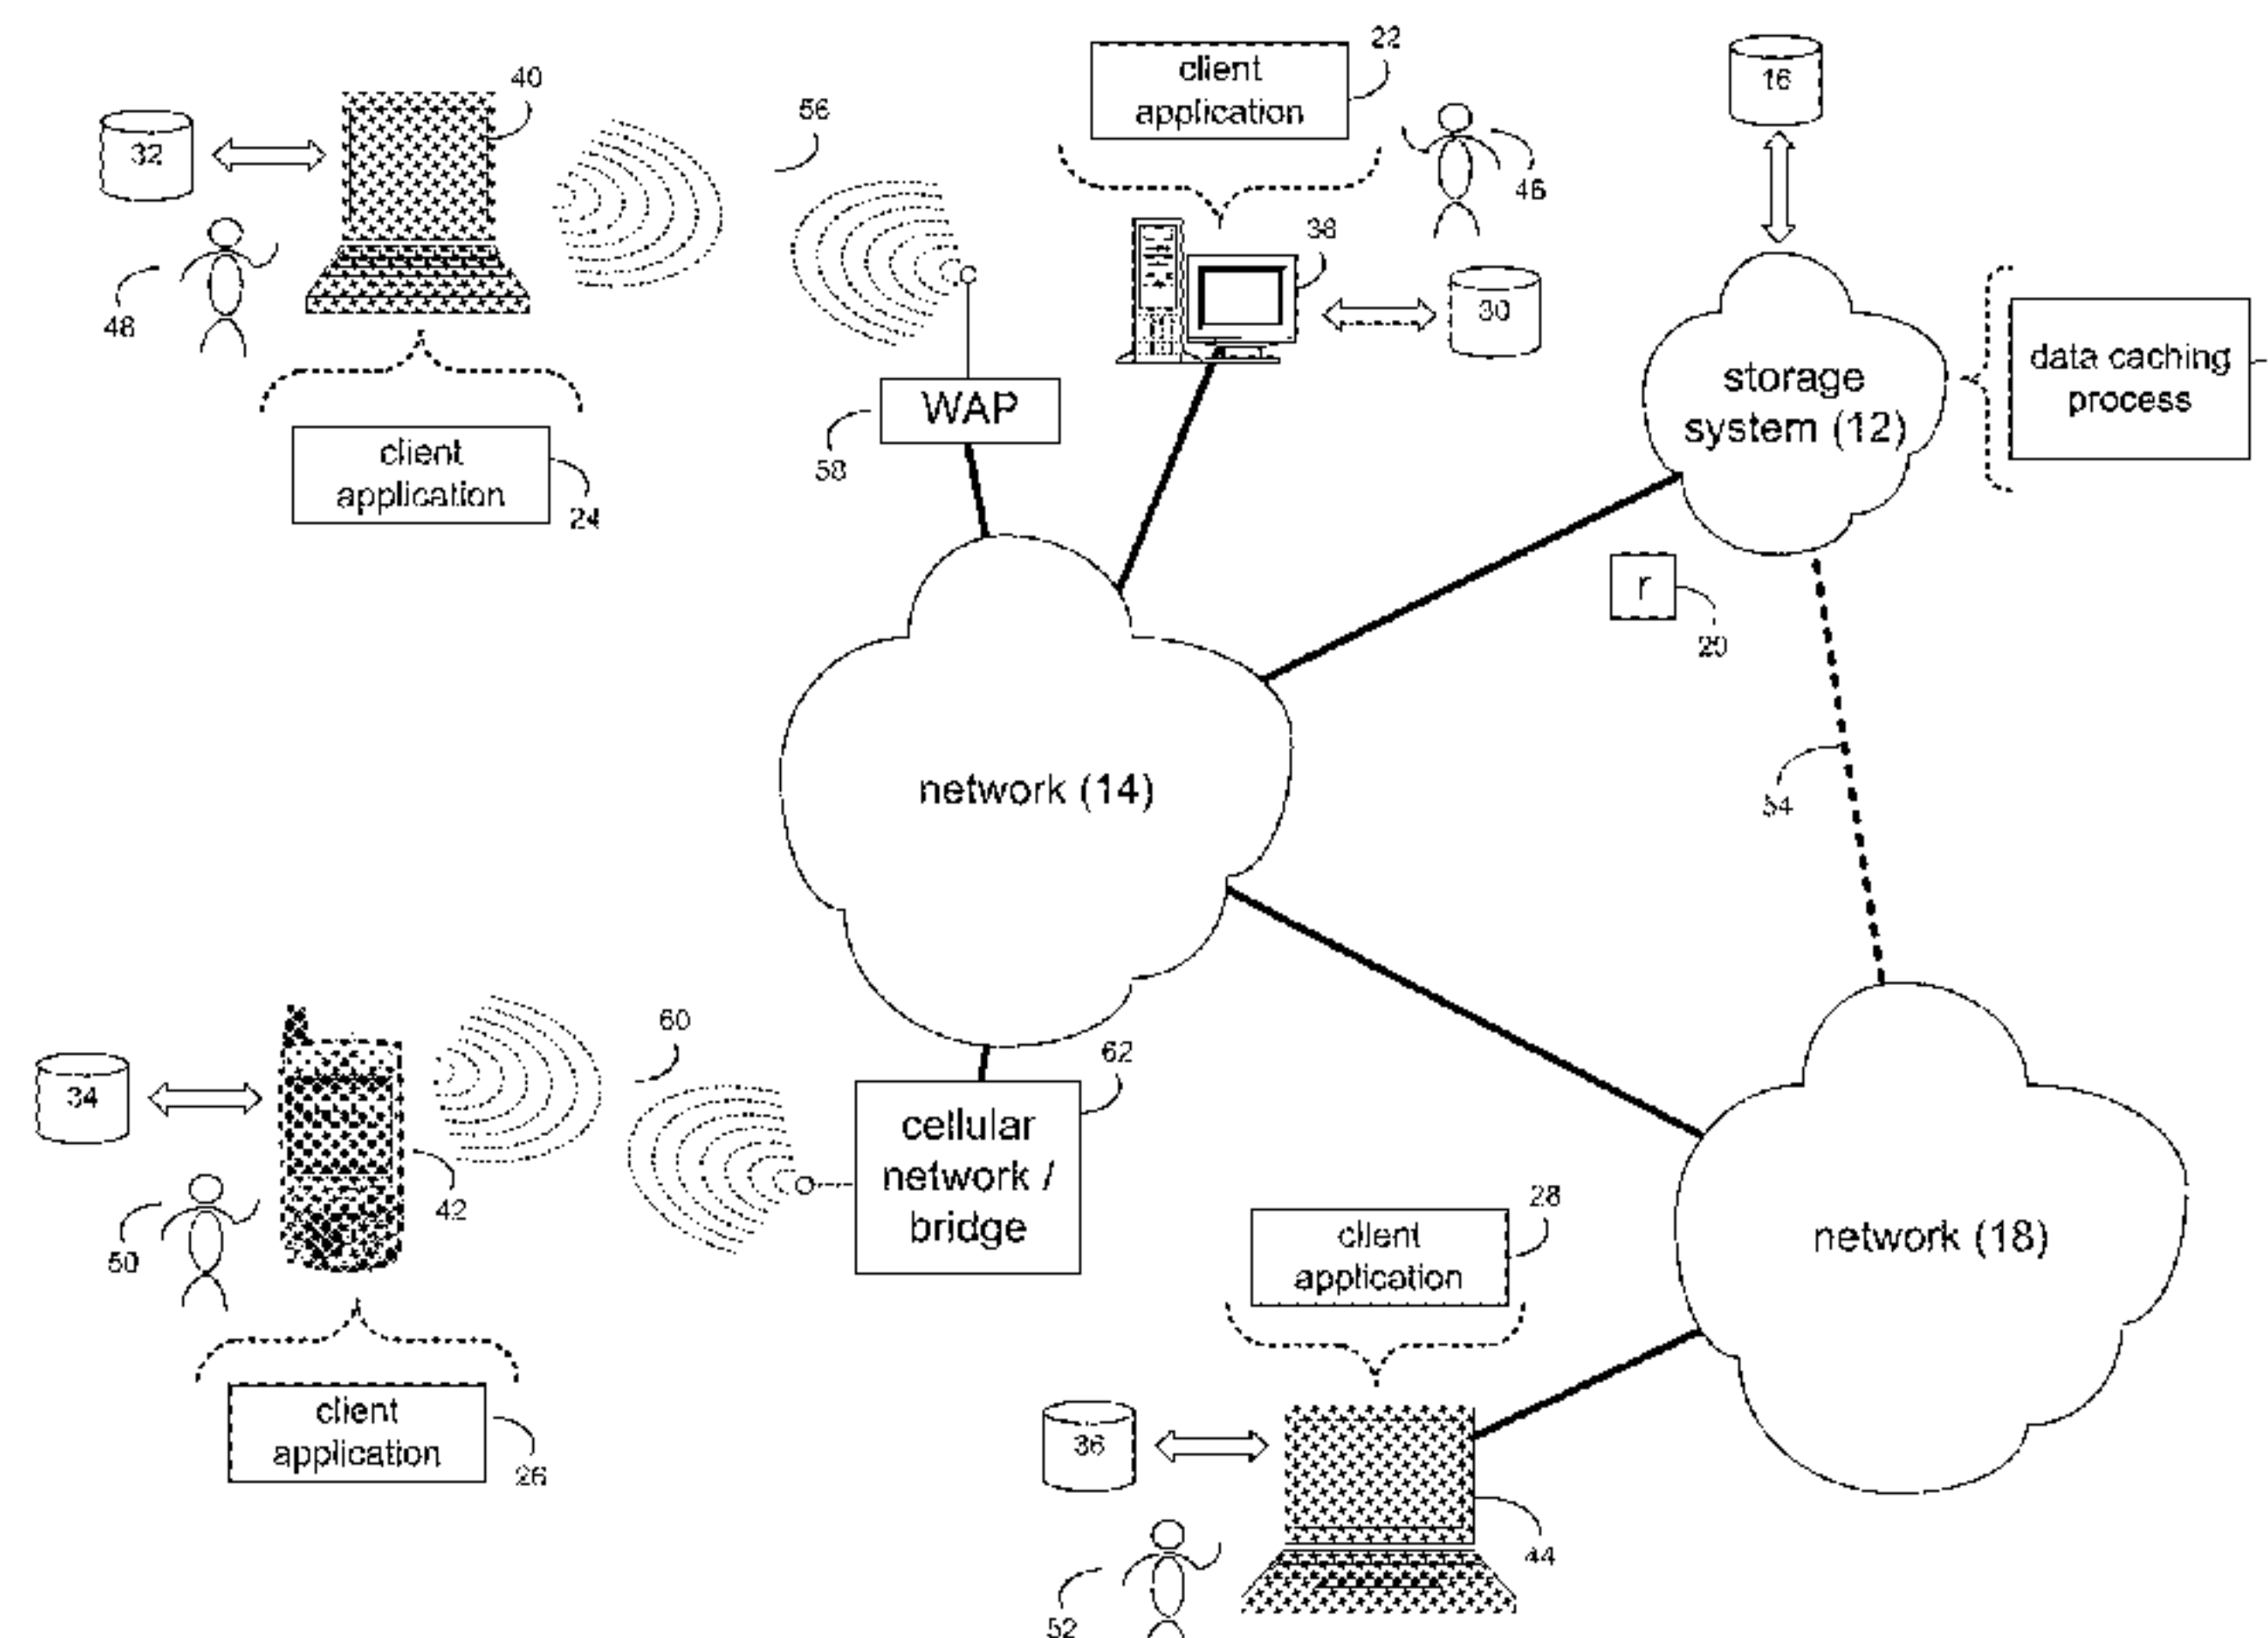 22
client
application
16
40
56
32
46
38
48
30
storage
system (12)
data caching
process
WAP
58
client
application
24
r
20
network (14)
54
60
62
34
cellular
network /
bridge
42
50
28
client
application
network (18)
client
application
26
36
44
52